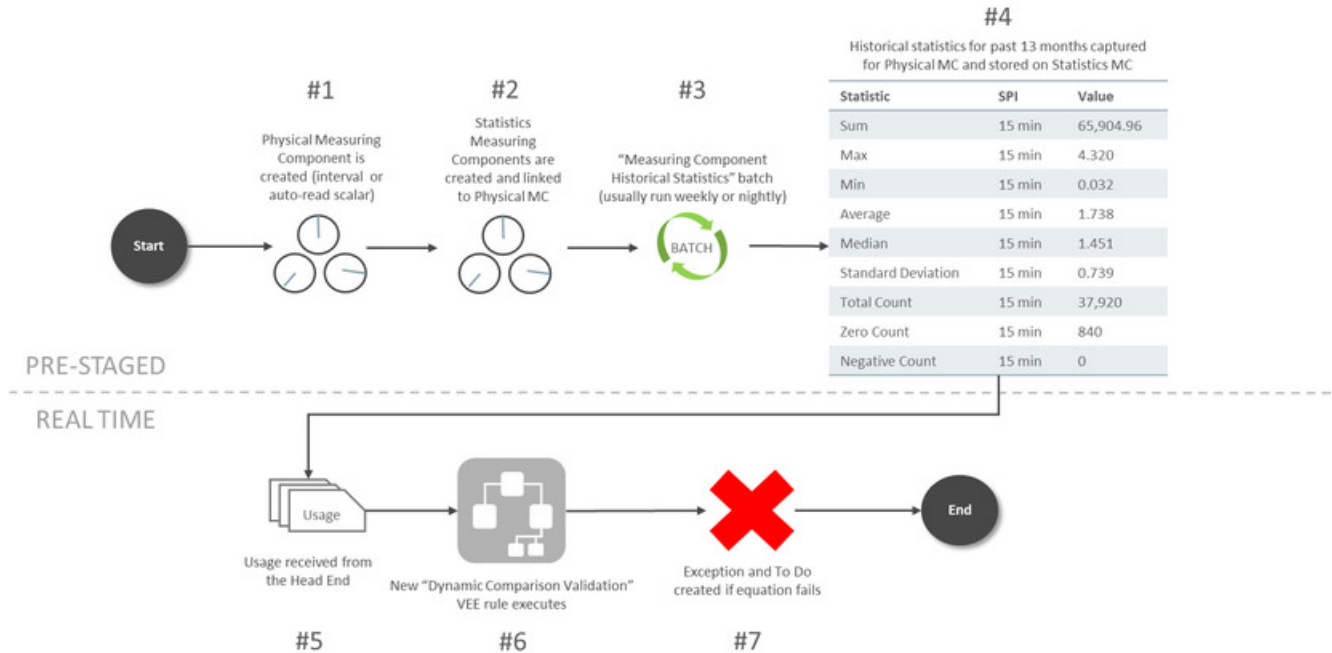 #1
Physical Measuring
Component is
created (interval or
auto-read scalar)
#2
Statistics
Measuring
Components are
created and linked
to Physical MC
#3
“Measuring Component
Historical Statistics” batch
(usually run weekly or nightly)
#4
Historical statistics for past 13 months captured
for Physical MC and stored on Statistics MC
Statistic SPI Value
Sum 15 min 65,904.96
Max 15 min 4.320
Min 15 min 0.032
Average 15 min 1.738
Median 15 min 1.451
Standard Deviation 15 min 0.739
Total Count 15 min 37,920
Zero Count 15 min 840
Negative Count 15 min 0
Start
BATCH
PRE-STAGED
REAL TIME
Usage
Usage received from
the Head End
#5
New “Dynamic Comparison Validation”
VEE rule executes
#6
Exception and To Do
created if equation fails
#7
End